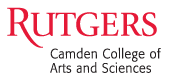 RUTGERS
Camden College of
Arts and Sciences